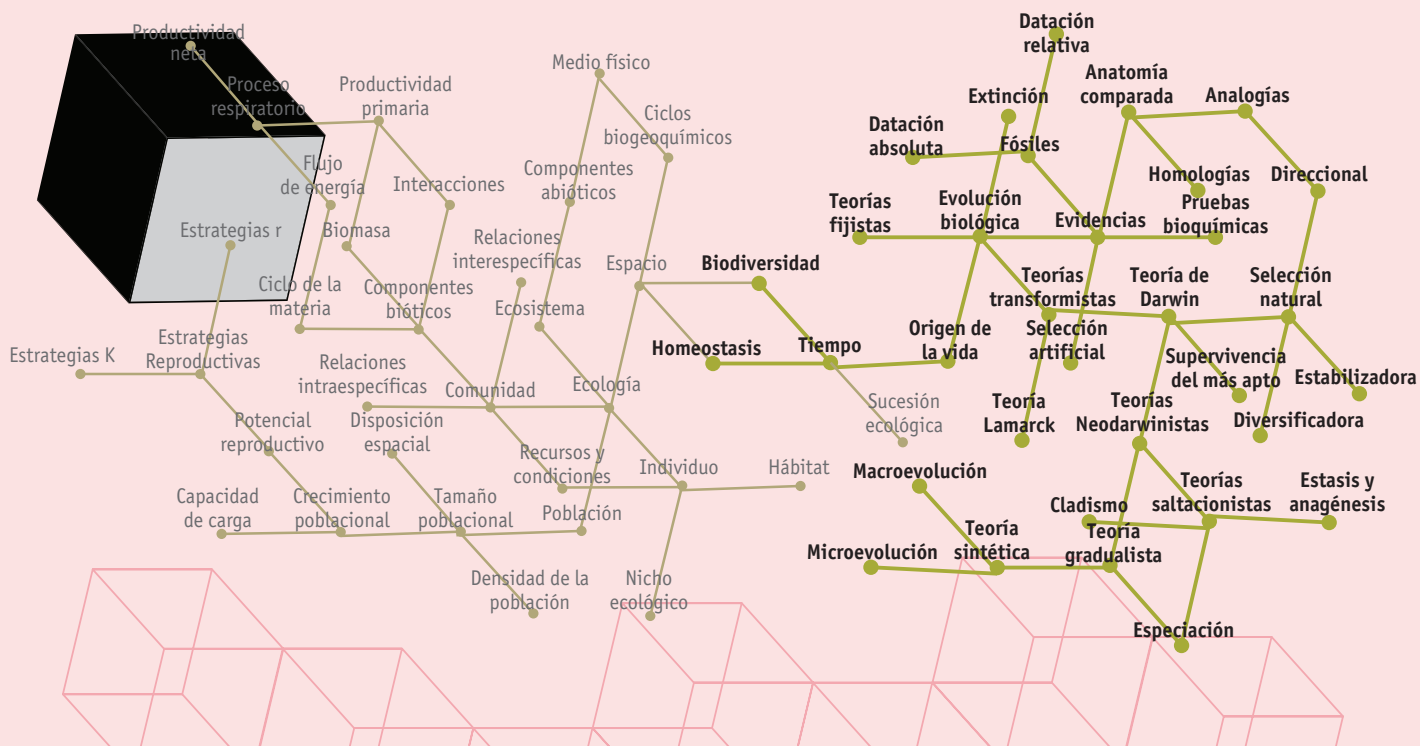 Productividad
neta
Proceso
respiratorio
Productividad
primaria
Flujo
de energía
Interacciones
Estrategias r
Biomasa
Ciclo de la
materia
Componentes
bióticos
Estrategias
Reproductivas
Estrategias K
Relaciones
intraespecíficas
Potencial
reproductivo
Disposición
espacial
Capacidad
de carga
Crecimiento
poblacional
Tamaño
poblacional
Densidad de la
población
Medio físico
Ciclos
biogeoquímicos
Componentes
abióticos
Relaciones
interespecíficas
Espacio
Ecosistema
Comunidad
Ecología
Recursos y
condiciones
Individuo
Hábitat
Población
Nicho
ecológico
Sucesión
ecológica
Biodiversidad
Homeostasis
Tiempo
Origen de
la vida
Datación
relativa
Extinción
Datación
absoluta
Fósiles
Anatomía
comparada
Analogías
Homologías
Direccional
Teorías
fijistas
Evolución
biológica
Evidencias
Pruebas
bioquímicas
Teorías
transformistas
Teoría de
Darwin
Selección
natural
Selección
artificial
Supervivencia
del más apto
Estabilizadora
Teoría
Lamarck
Teorías
Neodarwinistas
Diversificadora
Macroevolución
Microevolución
Teoría
sintética
Cladismo
Teoría
gradualista
Teorías
saltacionistas
Estasis y
anagénesis
Especiación